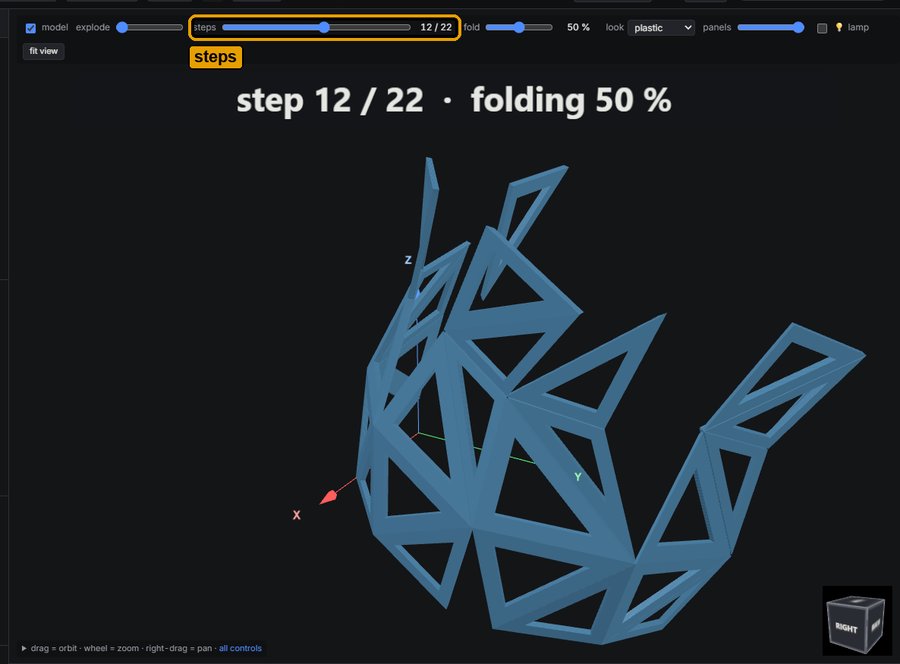 model explode steps 12 / 22 fold 50 % look plastic panels 💡 lamp
fit view
steps
step 12 / 22 · folding 50 %
Z
Y
X
RIGHT
▶ drag = orbit · wheel = zoom · right-drag = pan · all controls